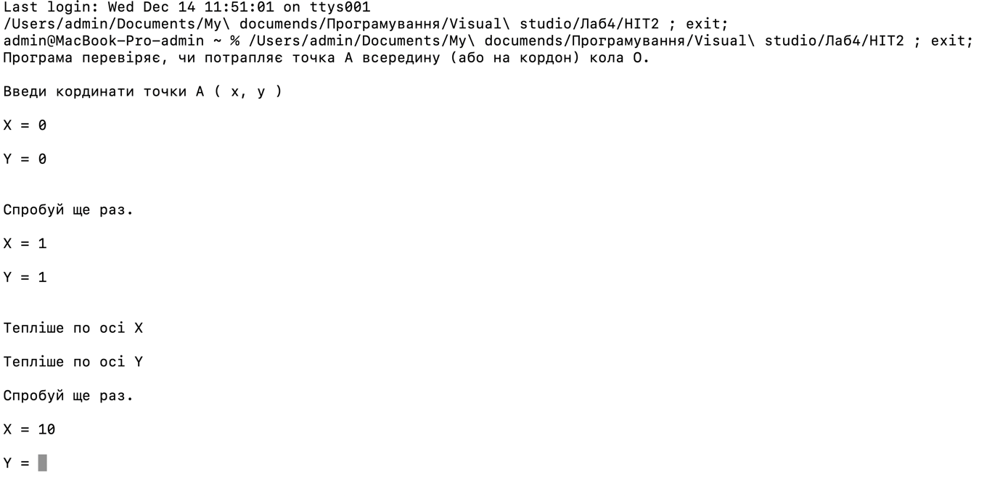 Last login: Wed Dec 14 11:51:01 on ttys001
/Users/admin/Documents/My\ documends/Програмування/Visual\ studio/Лаб4/HIT2 ; exit;
admin@MacBook-Pro-admin ~ % /Users/admin/Documents/My\ documends/Програмування/Visual\ studio/Лаб4/HIT2 ; exit;
Програма перевіряє, чи потрапляє точка А всередину (або на кордон) кола О.
Введи кординати точки А ( x, y )
X = 0
Y = 0
Спробуй ще раз.
X = 1
Y = 1
Тепліше по осі X
Тепліше по осі Y
Спробуй ще раз.
X = 10
Y =